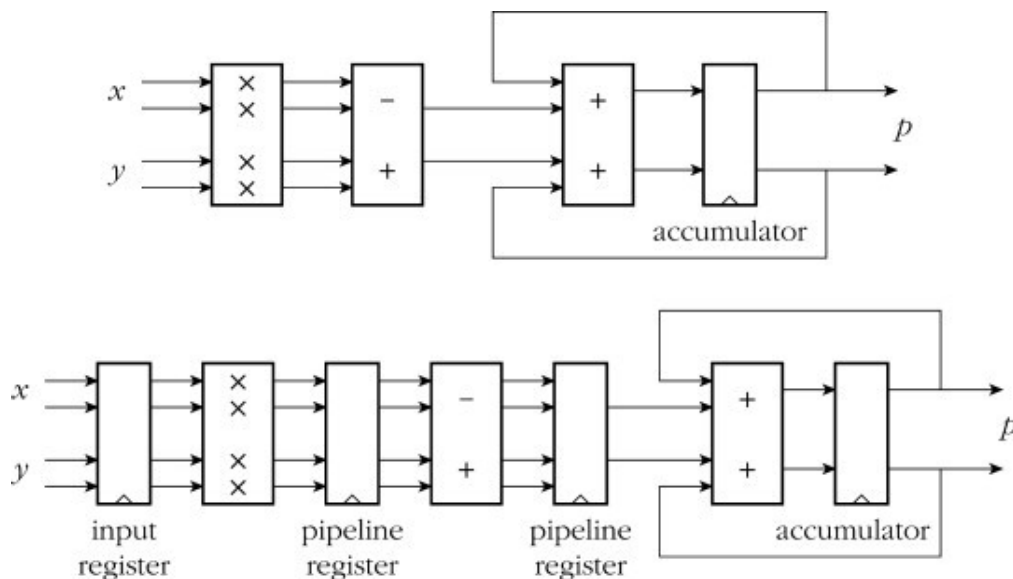 x
×
×
−
+
p
y
×
×
+
+
accumulator
x
×
×
−
+
p
y
×
×
+
+
input
register
pipeline
register
pipeline
register
accumulator